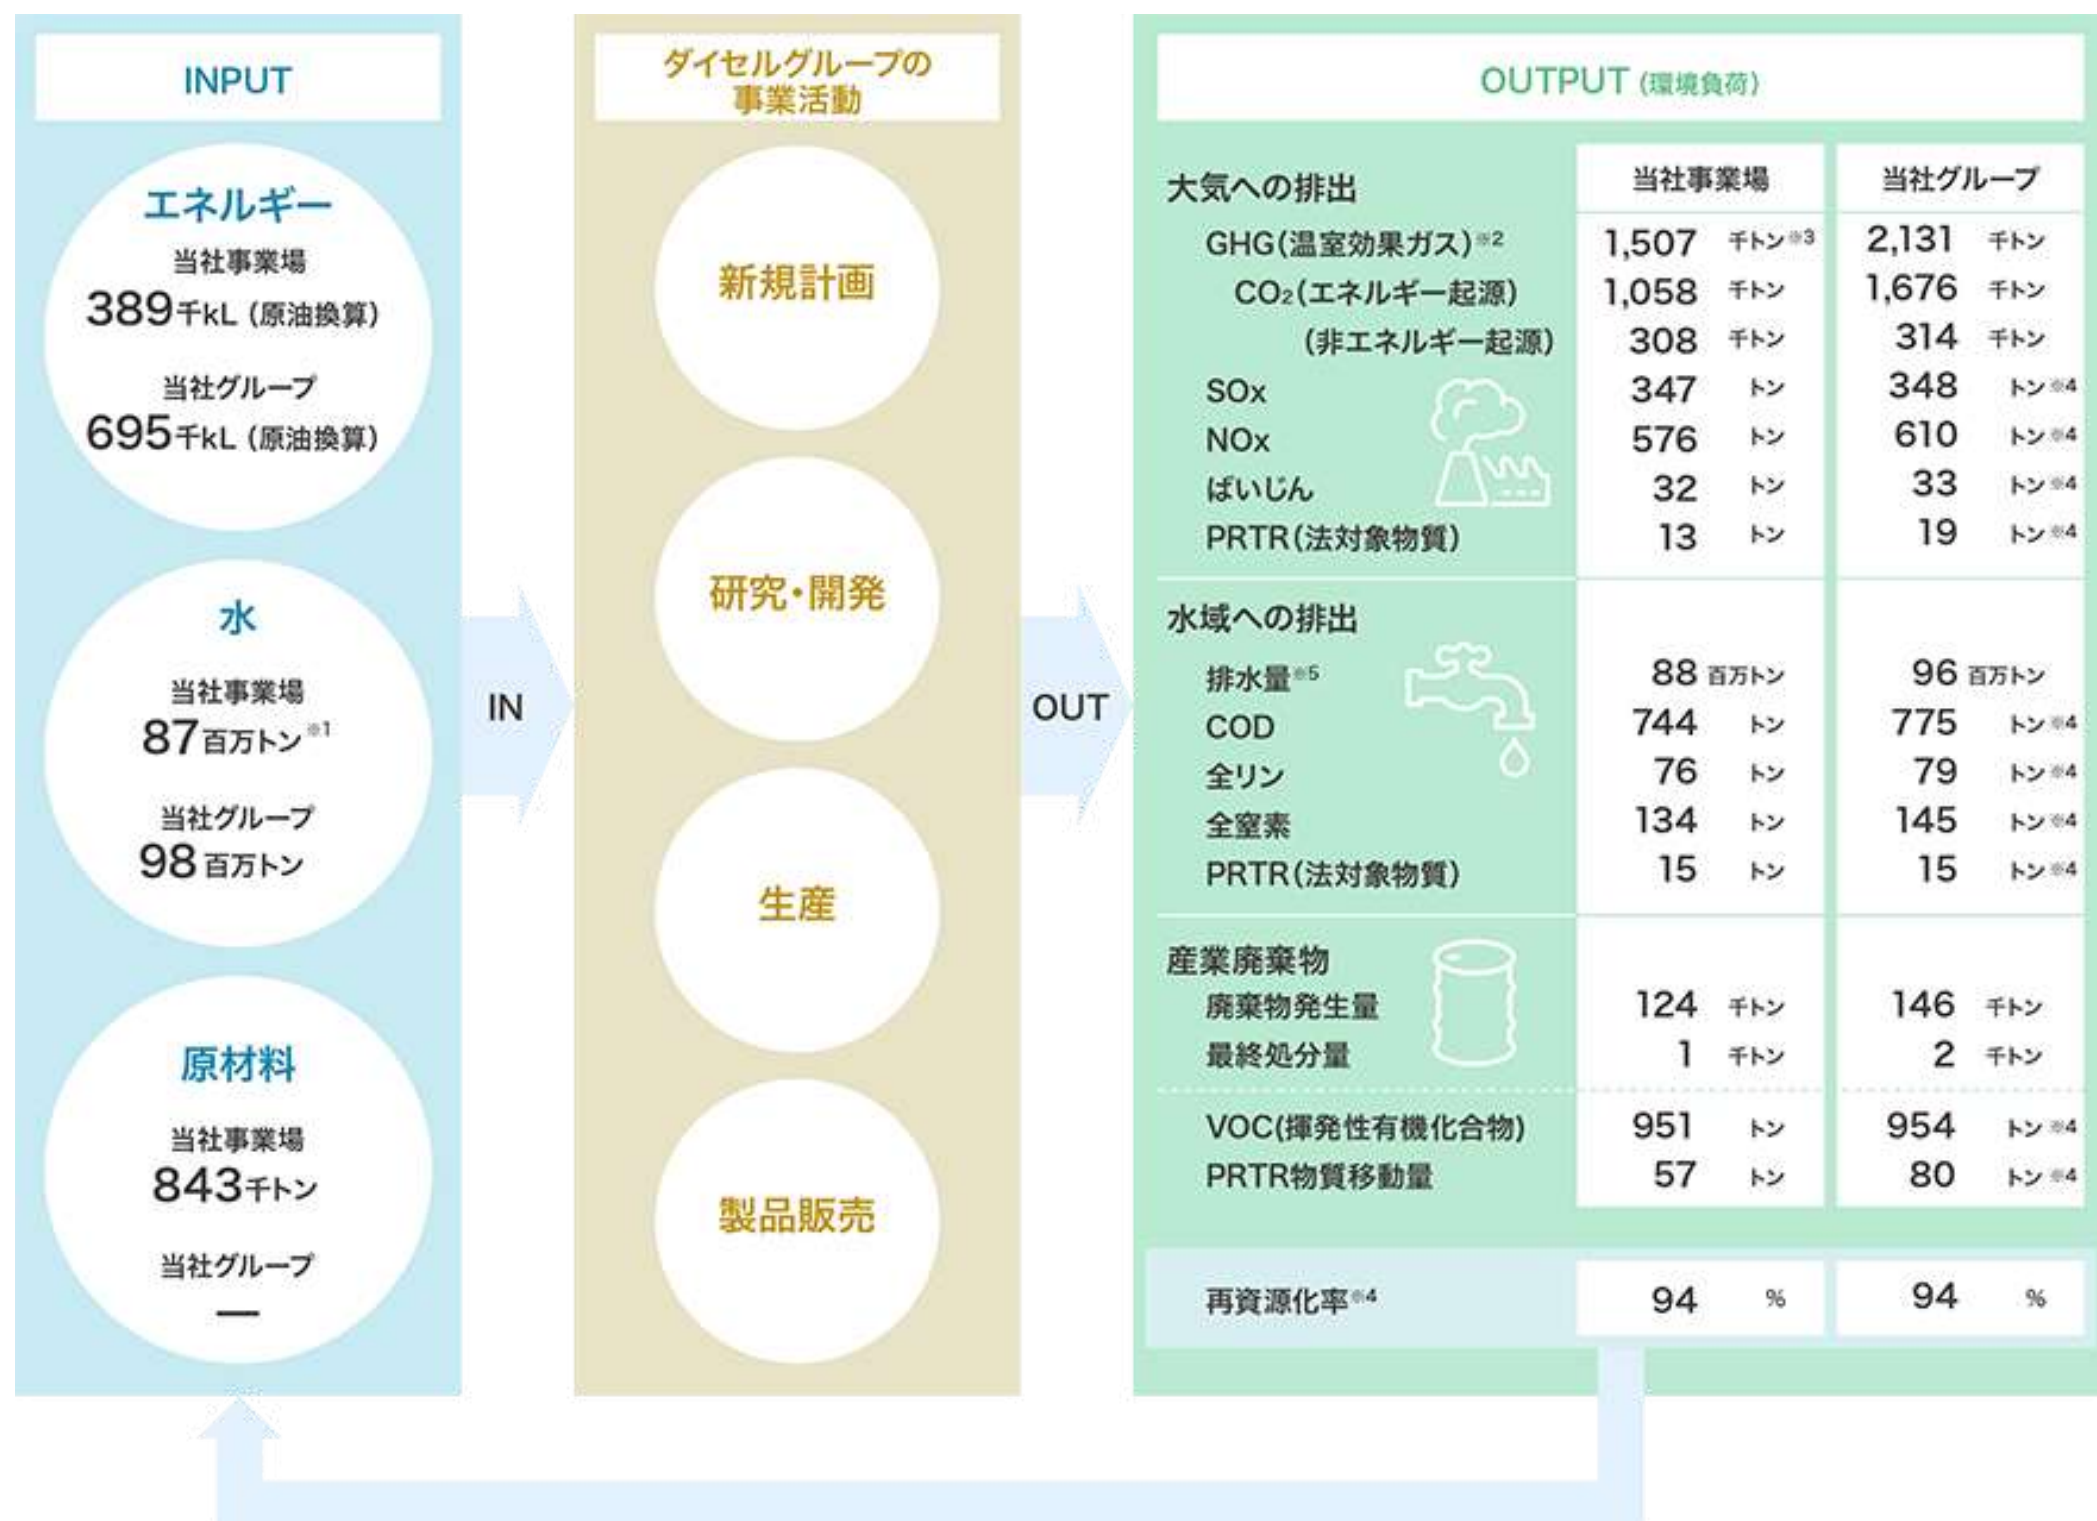 INPUT
エネルギー
当社事業場
389千kL（原油換算）
当社グループ
695千kL（原油換算）
水
当社事業場
87百万トン※1
当社グループ
98百万トン
原材料
当社事業場
843千トン
当社グループ
—
IN
ダイセルグループの
事業活動
新規計画
研究・開発
生産
製品販売
OUT
OUTPUT（環境負荷）
大気への排出 当社事業場 当社グループ
GHG(温室効果ガス)※2 1,507 千トン※3 2,131 千トン
CO₂(エネルギー起源) 1,058 千トン 1,676 千トン
(非エネルギー起源) 308 千トン 314 千トン
SOx 347 トン 348 トン※4
NOx 576 トン 610 トン※4
ばいじん 32 トン 33 トン※4
PRTR(法対象物質) 13 トン 19 トン※4
水域への排出
排水量※5 88 百万トン 96 百万トン
COD 744 トン 775 トン※4
全リン 76 トン 79 トン※4
全窒素 134 トン 145 トン※4
PRTR(法対象物質) 15 トン 15 トン※4
産業廃棄物
廃棄物発生量 124 千トン 146 千トン
最終処分量 1 千トン 2 千トン
VOC(揮発性有機化合物) 951 トン 954 トン※4
PRTR物質移動量 57 トン 80 トン※4
再資源化率※4 94 % 94 %